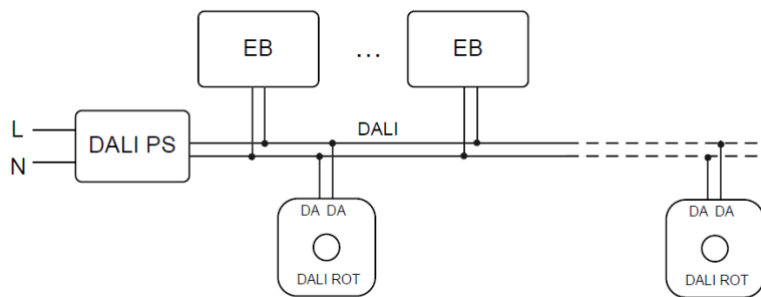 EB ... EB
L
DALI PS
DALI
N
DA DA
DALI ROT
DA DA
DALI ROT